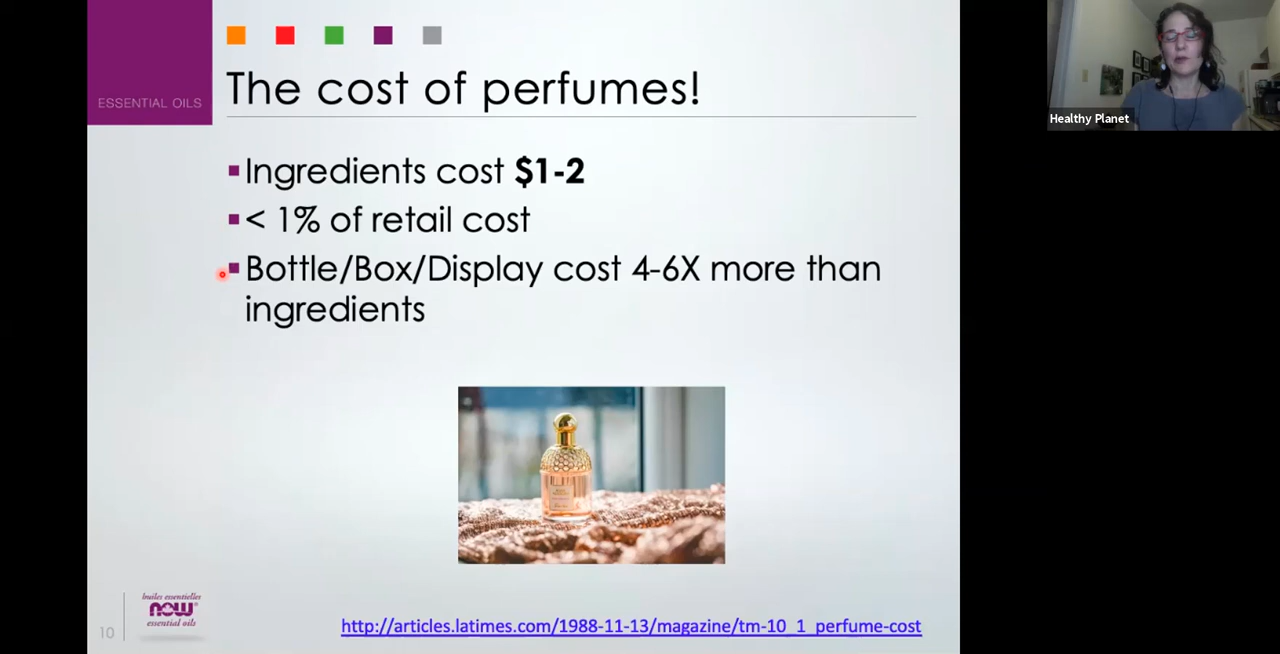 ESSENTIAL OILS
The cost of perfumes!
Ingredients cost $1-2
< 1% of retail cost
Bottle/Box/Display cost 4-6X more than
ingredients
10
huiles essentielles
NOW®
essential oils
http://articles.latimes.com/1988-11-13/magazine/tm-10_1_perfume-cost
Healthy Planet